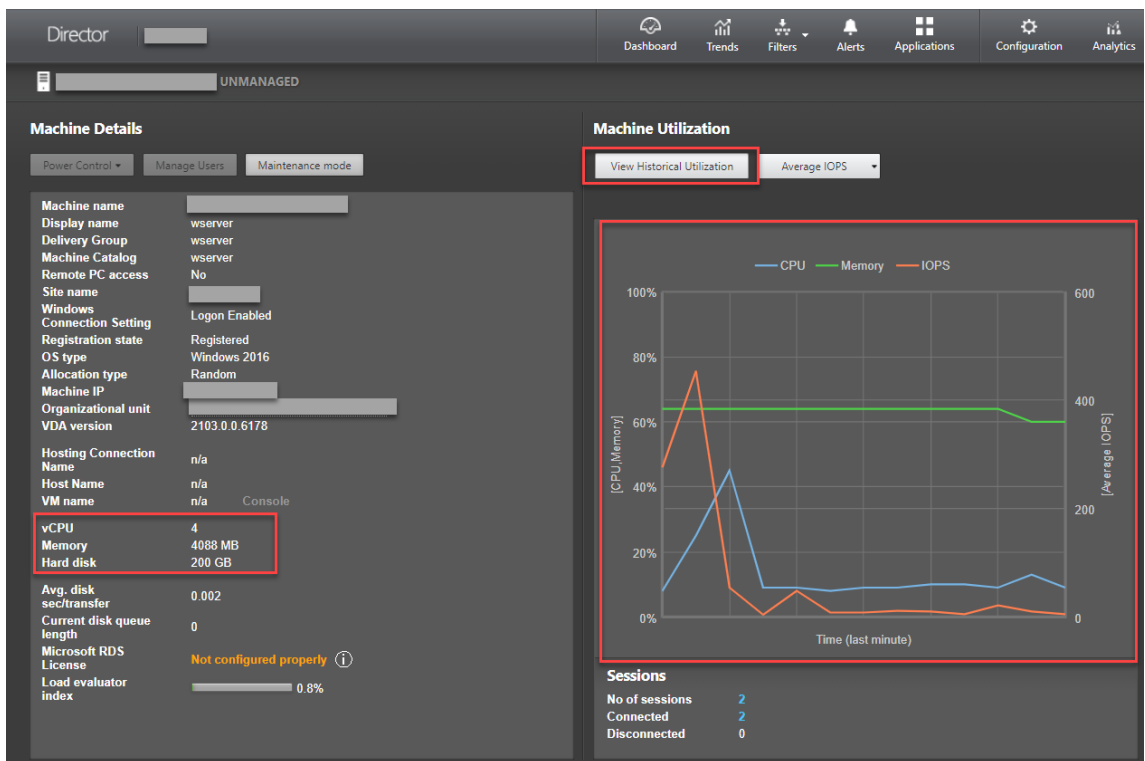 Director
Dashboard Trends Filters Alerts Applications Configuration Analytics
UNMANAGED
Machine Details
Power Control Manage Users Maintenance mode
Machine name
Display name wserver
Delivery Group wserver
Machine Catalog wserver
Remote PC access No
Site name
Windows
Connection Setting Logon Enabled
Registration state Registered
OS type Windows 2016
Allocation type Random
Machine IP
Organizational unit
VDA version 2103.0.0.6178
Hosting Connection
Name n/a
Host Name n/a
VM name n/a Console
vCPU 4
Memory 4088 MB
Hard disk 200 GB
Avg. disk
sec/transfer 0.002
Current disk queue
length 0
Microsoft RDS
License Not configured properly
Load evaluator
index 0.8%
Machine Utilization
View Historical Utilization Average IOPS
CPU Memory IOPS
100% 600
80%
400
60%
40%
200
20%
0% 0
[CPU,Memory]
[Average IOPS]
Time (last minute)
Sessions
No of sessions 2
Connected 2
Disconnected 0